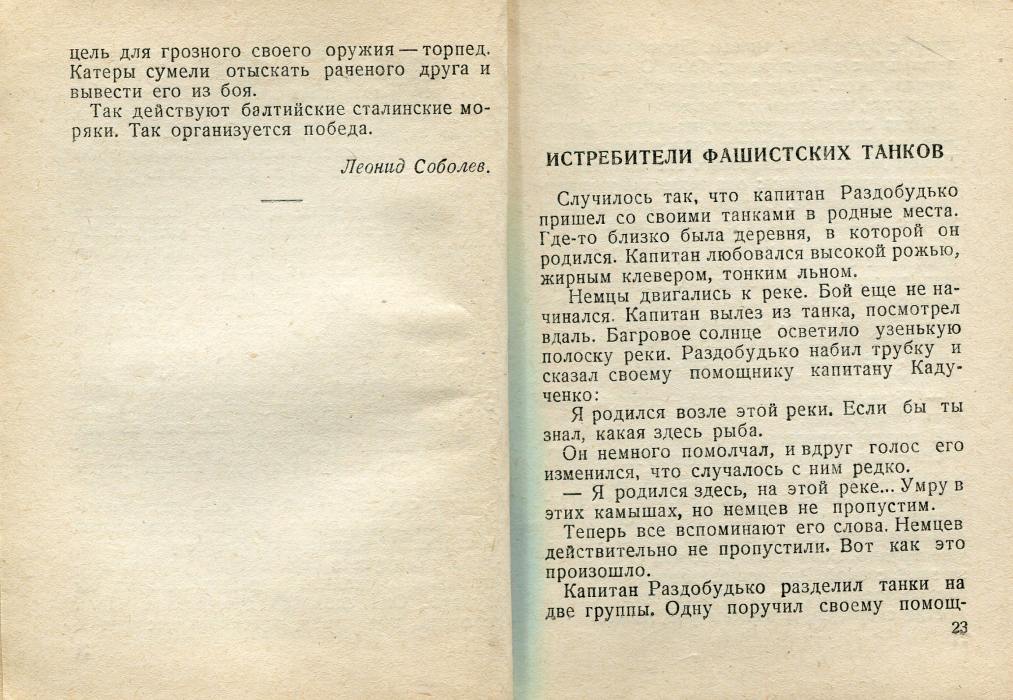 цель для грозного своего оружия — торпед.
Катеры сумели отыскать раненого друга и
вывести его из боя.
Так действуют балтийские сталинские мо-
ряки. Так организуется победа.
Леонид Соболев.
ИСТРЕБИТЕЛИ ФАШИСТСКИХ ТАНКОВ
Случилось так, что капитан Раздобудько
пришел со своими танками в родные места.
Где-то близко была деревня, в которой он
родился. Капитан любовался высокой рожью,
жирным клевером, тонким льном.
Немцы двигались к реке. Бой еще не на-
чинался. Капитан вылез из танка, посмотрел
вдаль. Багровое солнце осветило узенькую
полоску реки. Раздобудько набил трубку и
сказал своему помощнику капитану Каду-
ченко:
Я родился возле этой реки. Если бы ты
знал, какая здесь рыба.
Он немного помолчал, и вдруг голос его
изменился, что случалось с ним редко.
— Я родился здесь, на этой реке... Умру в
этих камышах, но немцев не пропустим.
Теперь все вспоминают его слова. Немцев
действительно не пропустили. Вот как это
произошло.
Капитан Раздобудько разделил танки на
две группы. Одну поручил своему помощ-
23